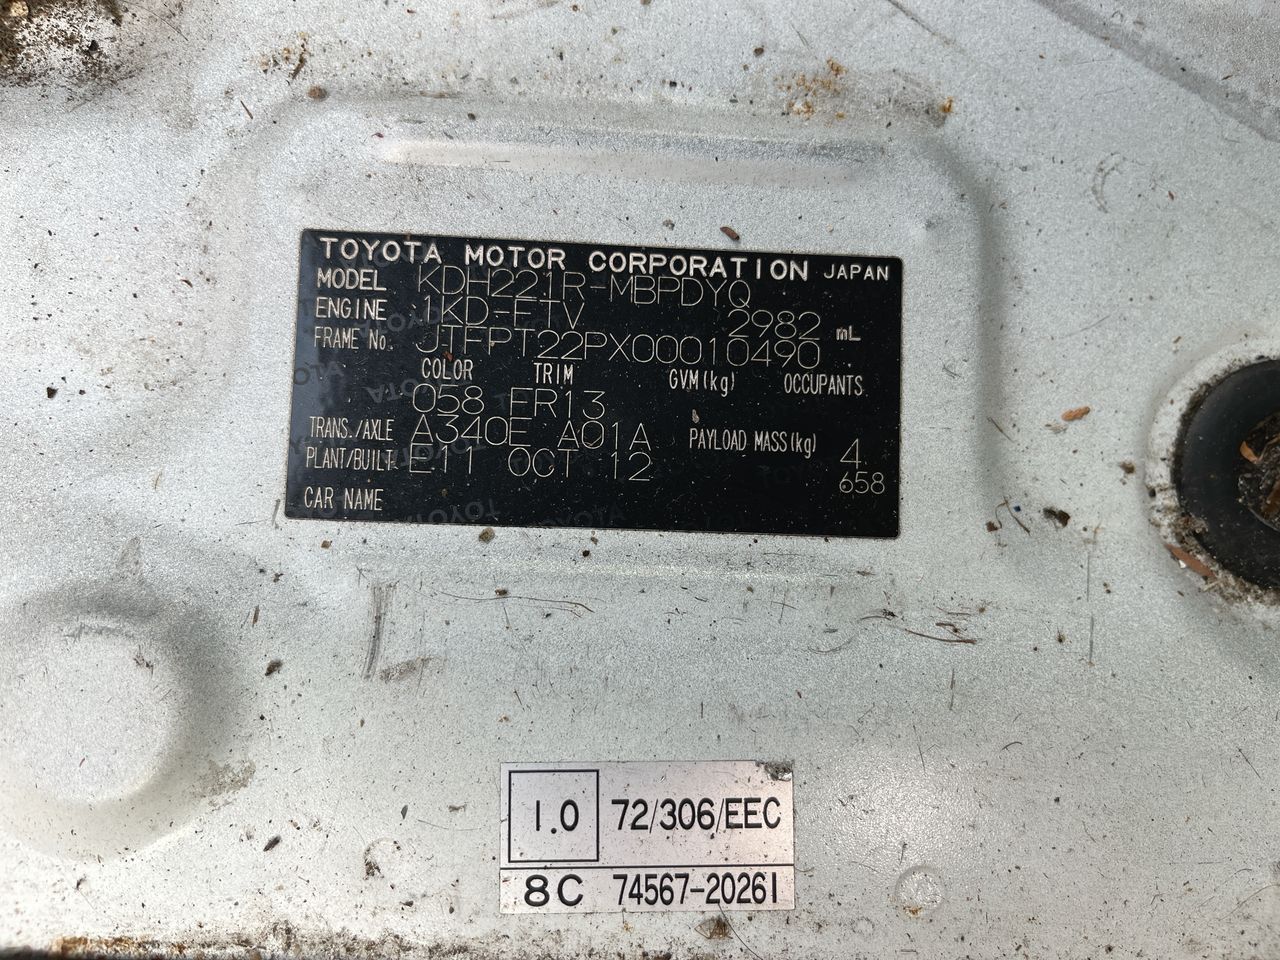 TOYOTA MOTOR CORPORATION JAPAN
MODEL KDH221R-MBPDYQ
ENGINE 1KD-FTV 2982 mL
FRAME No. JTFPT22PX00010490
COLOR TRIM GVM(kg) OCCUPANTS
058 FR13
TRANS./AXLE A340E A01A PAYLOAD MASS(kg) 4
PLANT/BUILT E11 OCT 12 658
CAR NAME
1.0 72/306/EEC
8C 74567-20261